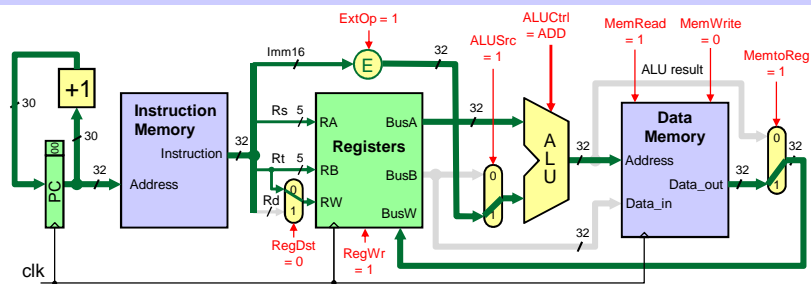 ExtOp = 1
ALUCtrl
= ADD
MemRead
= 1
MemWrite
= 0
ALUSrc
= 1
MemtoReg
= 1
Imm16
E
32
ALU result
30
+1
30
00
PC
32
Instruction
Memory
Instruction
Address
32
Rs
5
RA
Registers
BusA
32
Rt
5
RB
BusB
0
1
RW
Rd
BusW
0
1
A
L
U
32
Data
Memory
Address
Data_out
Data_in
32
32
0
1
32
RegDst
= 0
RegWr
= 1
clk